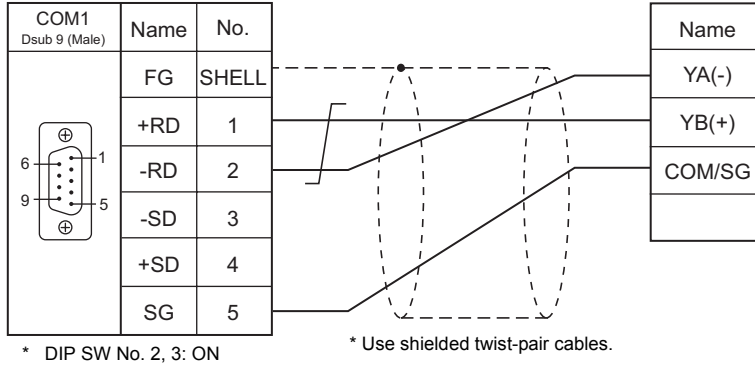 COM1
Dsub 9 (Male)
Name
No.
Name
FG
SHELL
YA(-)
+RD
1
YB(+)
-RD
2
COM/SG
-SD
3
+SD
4
SG
5
6
1
9
5
* DIP SW No. 2, 3: ON
* Use shielded twist-pair cables.